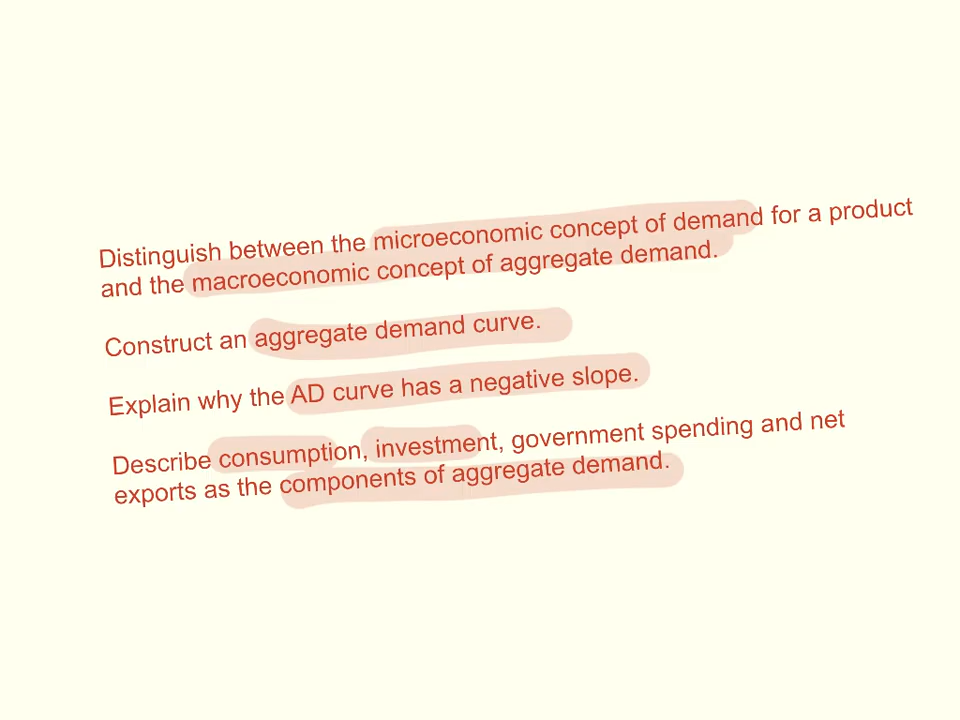 Distinguish between the microeconomic concept of demand for a product
and the macroeconomic concept of aggregate demand.
Construct an aggregate demand curve.
Explain why the AD curve has a negative slope.
Describe consumption, investment, government spending and net
exports as the components of aggregate demand.